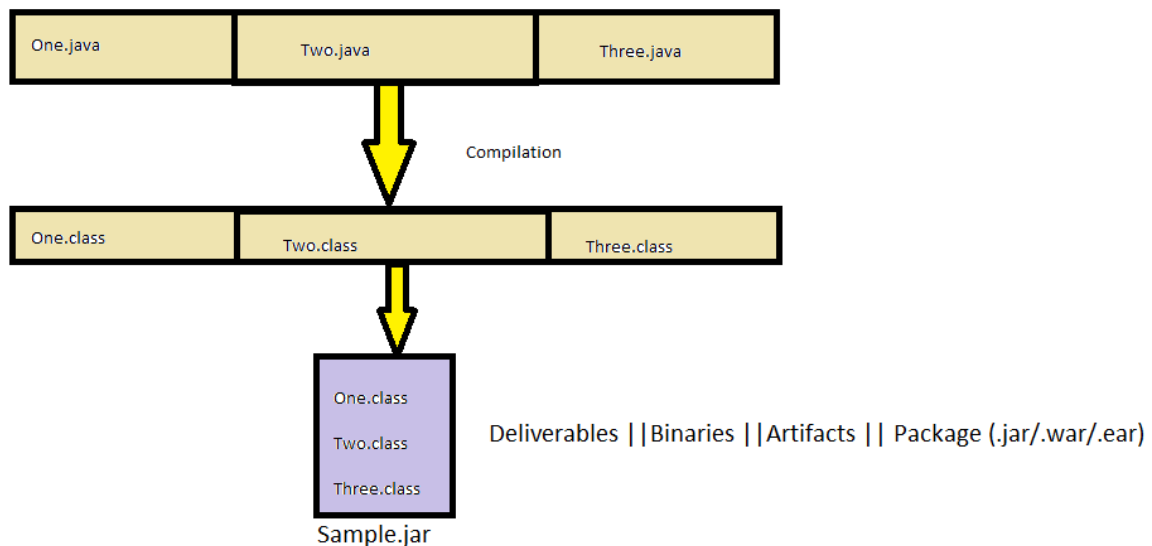 One.java
Two.java
Three.java
Compilation
One.class
Two.class
Three.class
One.class
Two.class
Three.class
Deliverables ||Binaries ||Artifacts || Package (.jar/.war/.ear)
Sample.jar